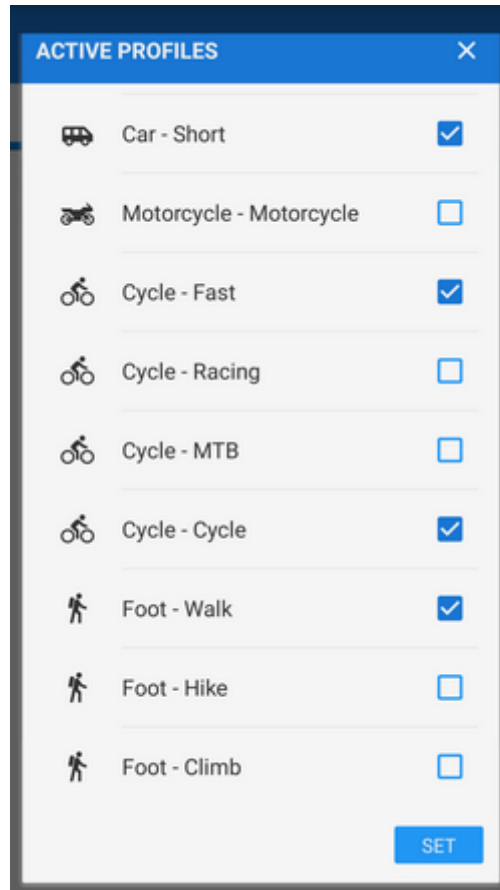 ACTIVE PROFILES
Car - Short
Motorcycle - Motorcycle
Cycle - Fast
Cycle - Racing
Cycle - MTB
Cycle - Cycle
Foot - Walk
Foot - Hike
Foot - Climb
SET